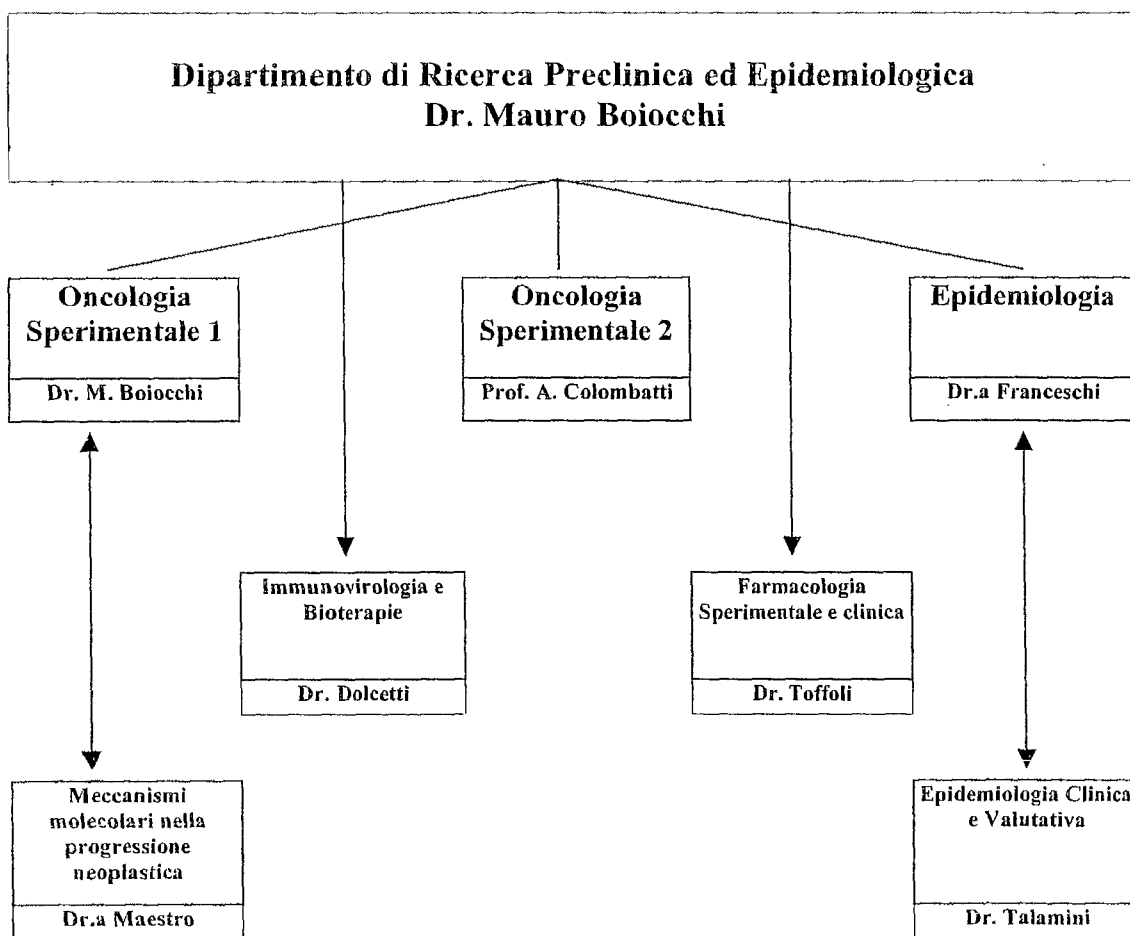 Dipartimento di Ricerca Preclinica ed Epidemiologica
Dr. Mauro Boiocchi
Oncologia
Sperimentale 1
Dr. M. Boiocchi
Oncologia
Sperimentale 2
Prof. A. Colombatti
Epidemiologia
Dr.a Franceschi
Immunovirologia e
Bioterapie
Dr. Dolcetti
Farmacologia
Sperimentale e clinica
Dr. Toffoli
Meccanismi
molecolari nella
progressione
neoplastica
Dr.a Maestro
Epidemiologia Clinica
e Valutativa
Dr. Talamini